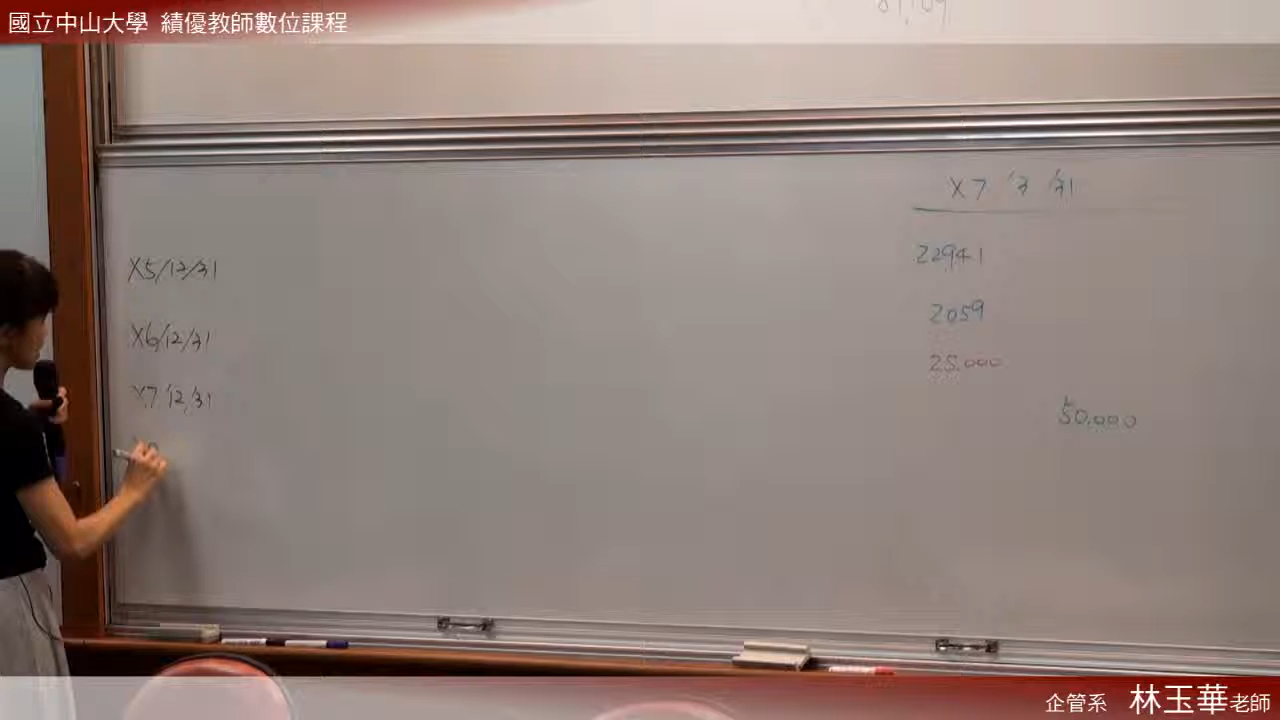 國立中山大學 績優教師數位課程
X7 12/31
X5/12/31
22941
2059
X6/12/31
25.000
X7 12/31
50.000
企管系 林玉華老師